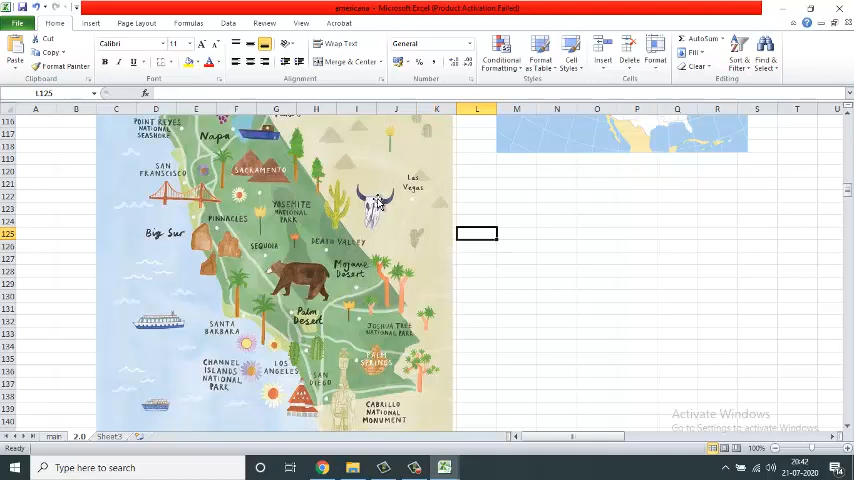 americana - Microsoft Excel (Product Activation Failed)
File Home Insert Page Layout Formulas Data Review View Acrobat
Cut
Copy
Format Painter
Paste
Clipboard
Calibri 11
B I U
Font
Wrap Text
Merge & Center
Alignment
General
% ,
Number
Conditional Formatting
Format as Table
Cell Styles
Styles
Insert Delete Format
Cells
AutoSum
Fill
Clear
Sort & Filter
Find & Select
Editing
L125 fx
A B C D E F G H I J K L M N O P Q R S T U
116
117
118
119
120
121
122
123
124
125
126
127
128
129
130
131
132
133
134
135
136
137
138
139
140
POINT REYES
NATIONAL
SEASHORE
Napa
SAN
FRANSCISCO
SACRAMENTO
Las
Vegas
YOSEMITE
NATIONAL
PARK
PINNACLES
Big Sur
SEQUOIA
DEATH VALLEY
Mojave
Desert
Palm
Desert
SANTA
BARBARA
JOSHUA TREE
NATIONAL PARK
CHANNEL
ISLANDS
NATIONAL
PARK
LOS
ANGELES
PALM
SPRINGS
SAN
DIEGO
CABRILLO
NATIONAL
MONUMENT
Activate Windows
Go to Settings to activate Windows.
main 2.0 Sheet3
Ready
100%
Type here to search
20:42
21-07-2020
14